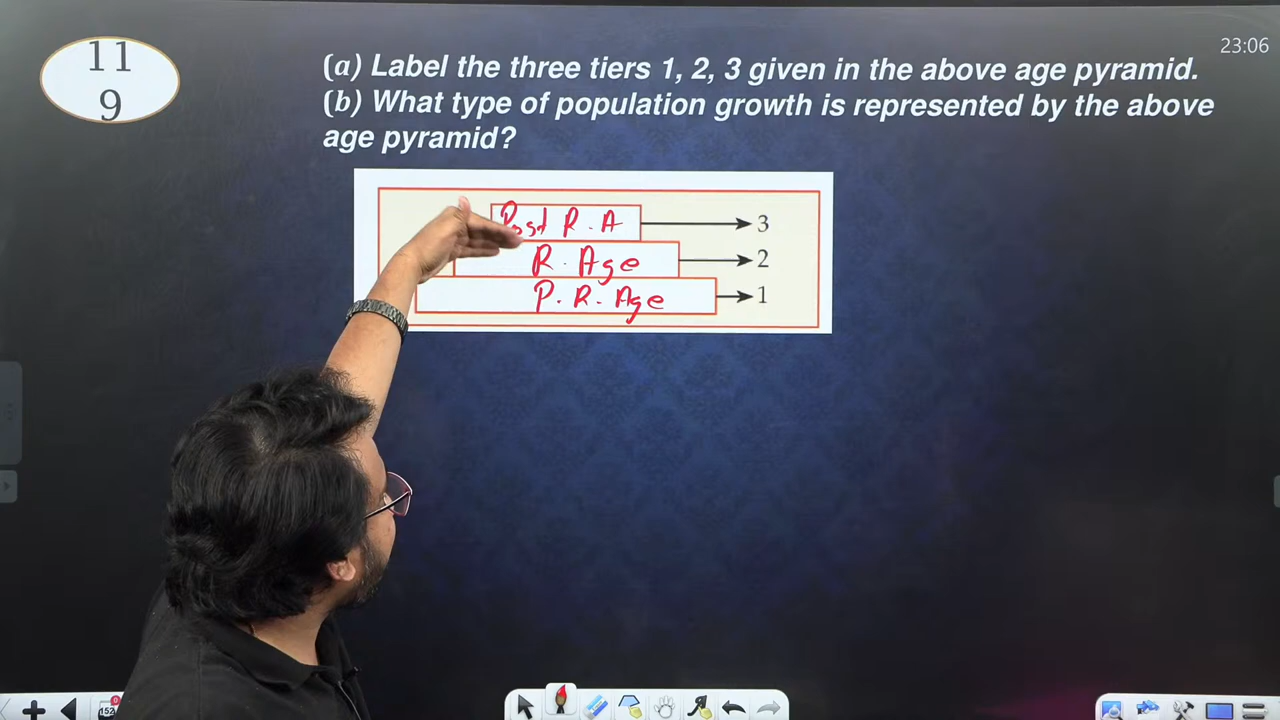 11
9
23:06
(a) Label the three tiers 1, 2, 3 given in the above age pyramid.
(b) What type of population growth is represented by the above
age pyramid?
Post R.A
3
R. Age
2
P. R. Age
1